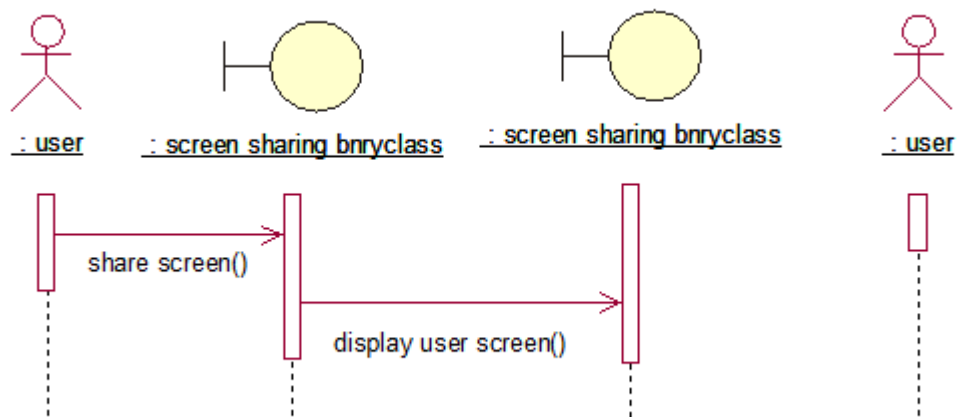 : user
: screen sharing bnryclass
: screen sharing bnryclass
: user
share screen()
display user screen()